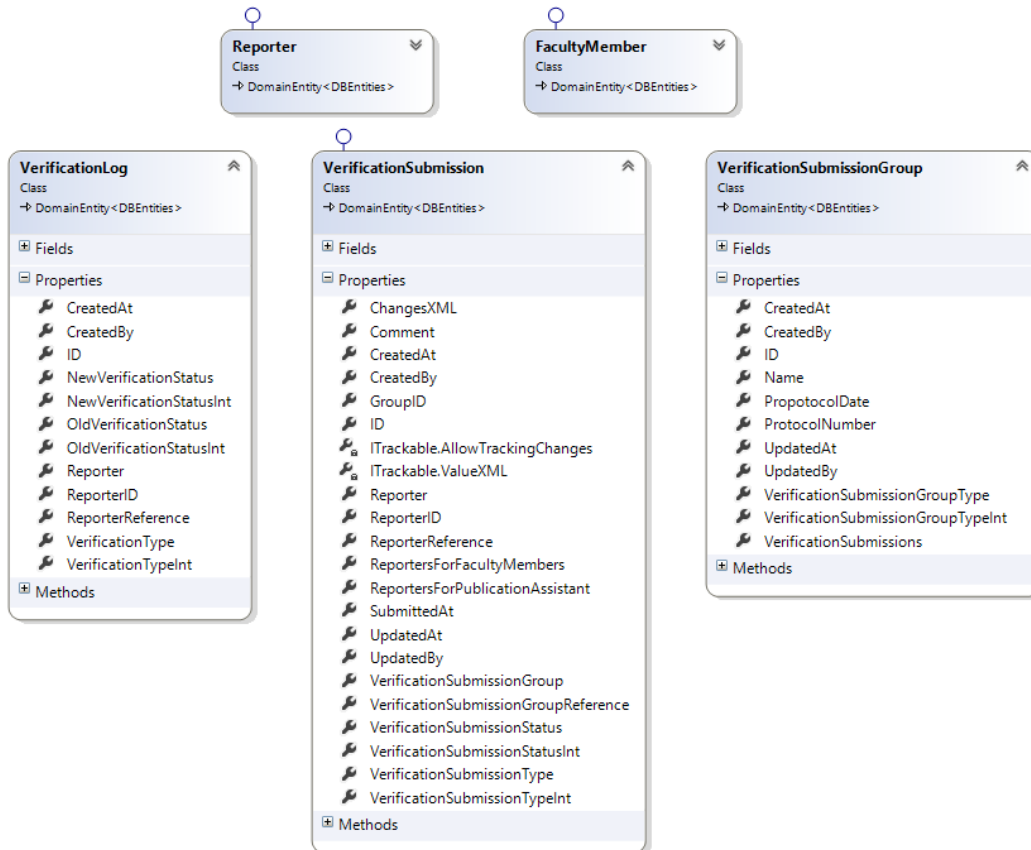 Reporter
Class
DomainEntity<DBEntities>
FacultyMember
Class
DomainEntity<DBEntities>
VerificationLog
Class
DomainEntity<DBEntities>
Fields
Properties
CreatedAt
CreatedBy
ID
NewVerificationStatus
NewVerificationStatusInt
OldVerificationStatus
OldVerificationStatusInt
Reporter
ReporterID
ReporterReference
VerificationType
VerificationTypeInt
Methods
VerificationSubmission
Class
DomainEntity<DBEntities>
Fields
Properties
ChangesXML
Comment
CreatedAt
CreatedBy
GroupID
ID
ITrackable.AllowTrackingChanges
ITrackable.ValueXML
Reporter
ReporterID
ReporterReference
ReportersForFacultyMembers
ReportersForPublicationAssistant
SubmittedAt
UpdatedAt
UpdatedBy
VerificationSubmissionGroup
VerificationSubmissionGroupReference
VerificationSubmissionStatus
VerificationSubmissionStatusInt
VerificationSubmissionType
VerificationSubmissionTypeInt
Methods
VerificationSubmissionGroup
Class
DomainEntity<DBEntities>
Fields
Properties
CreatedAt
CreatedBy
ID
Name
PropotocolDate
ProtocolNumber
UpdatedAt
UpdatedBy
VerificationSubmissionGroupType
VerificationSubmissionGroupTypeInt
VerificationSubmissions
Methods